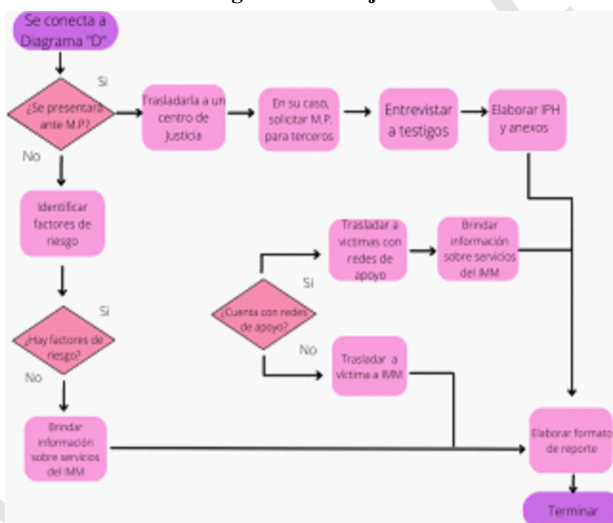 Se conecta a
Diagrama "D"
Si
¿Se presentará
ante M.P?
No
Trasladarla a un
centro de
Justicia
En su caso,
solicitar M.P.
para terceros
Entrevistar
a testigos
Elaborar IPH
y anexos
Identificar
factores de
riesgo
Trasladar a
victimas con
redes de
apoyo
Brindar
información
sobre servicios
del IMM
Si
¿Cuenta con redes
de apoyo?
No
Si
¿Hay factores de
riesgo?
No
Trasladar a
victima a IMM
Brindar
información
sobre servicios
del IMM
Elaborar formato
de reporte
Terminar